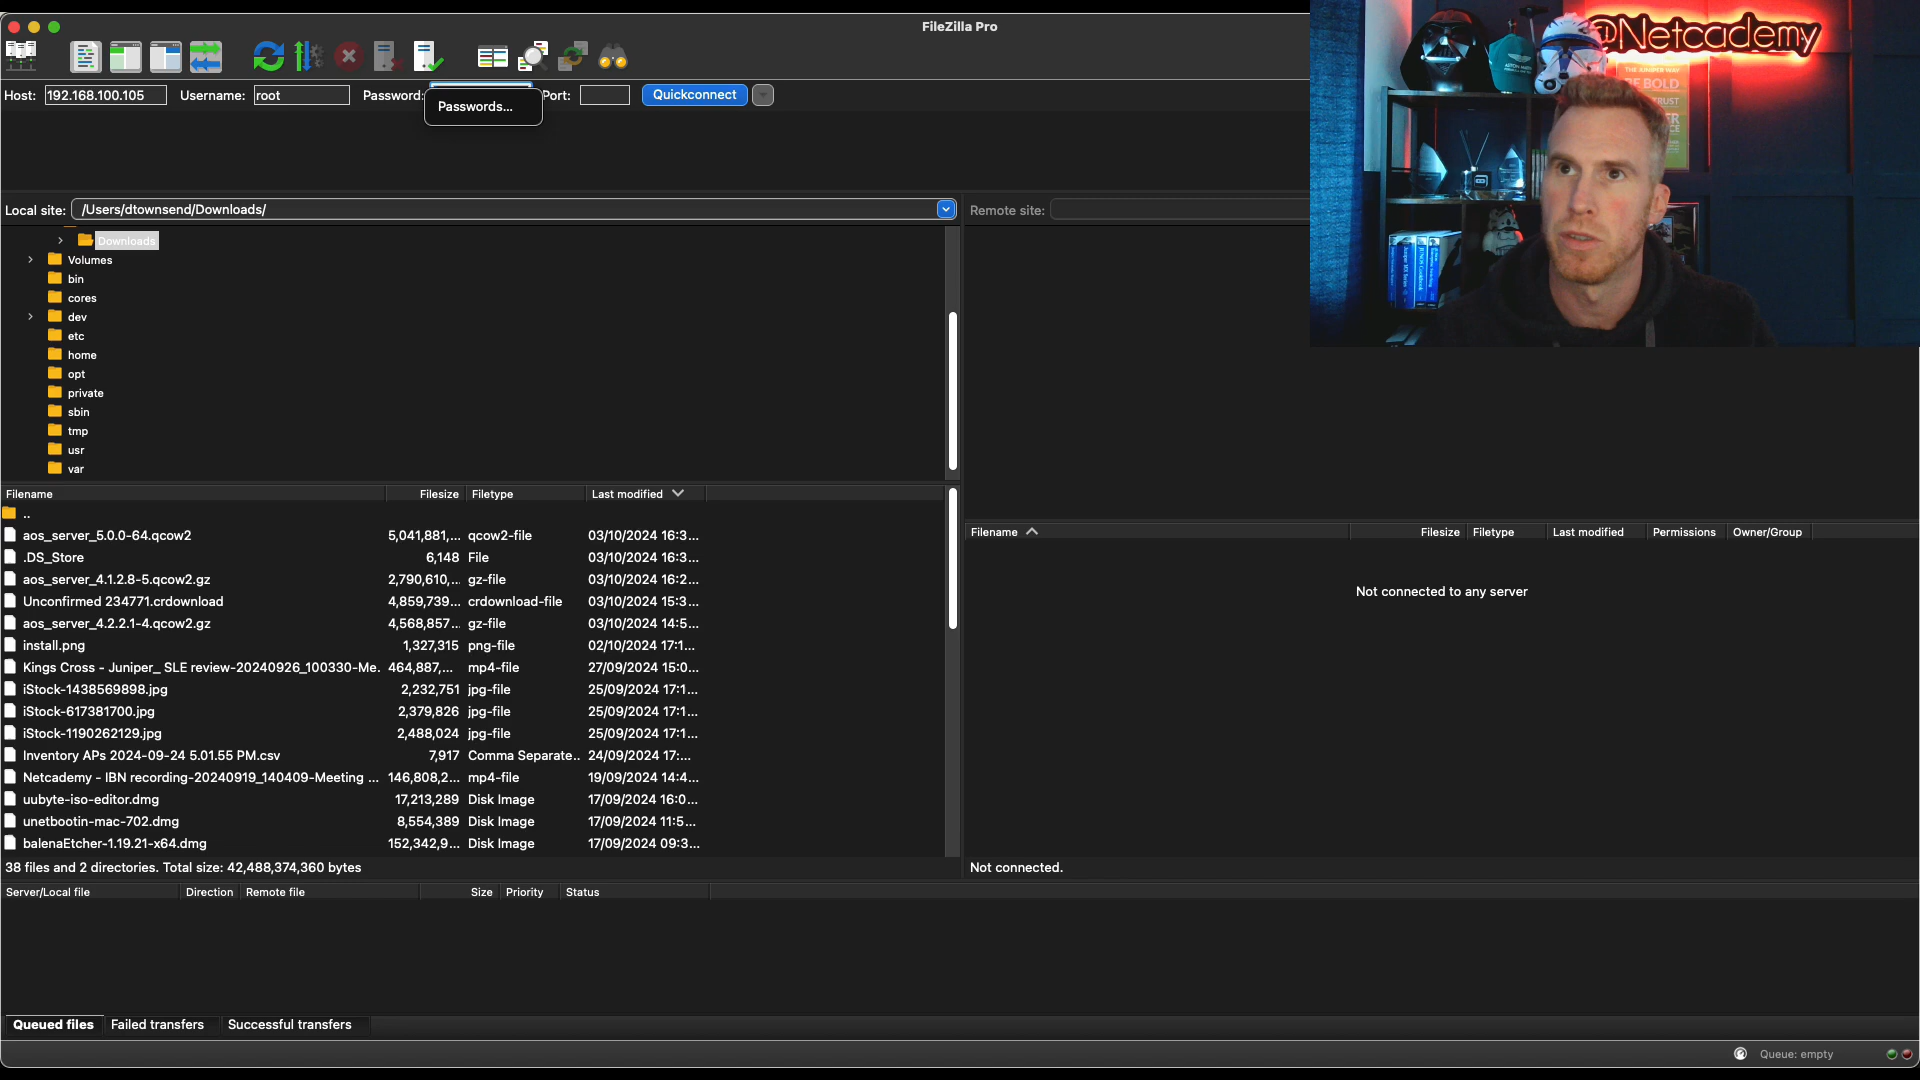 FileZilla Pro
Host: 192.168.100.105 Username: root Password: Port: Quickconnect
Passwords...
@Netcademy
THE JUNIPER WAY
BE BOLD
Local site: /Users/dtownsend/Downloads/
Remote site:
Downloads
Volumes
bin
cores
dev
etc
home
opt
private
sbin
tmp
usr
var
Filename Filesize Filetype Last modified
..
aos_server_5.0.0-64.qcow2 5,041,881,... qcow2-file 03/10/2024 16:3...
.DS_Store 6,148 File 03/10/2024 16:3...
aos_server_4.1.2.8-5.qcow2.gz 2,790,610,... gz-file 03/10/2024 16:2...
Unconfirmed 234771.crdownload 4,859,739... crdownload-file 03/10/2024 15:3...
aos_server_4.2.2.1-4.qcow2.gz 4,568,857... gz-file 03/10/2024 14:5...
install.png 1,327,315 png-file 02/10/2024 17:1...
Kings Cross - Juniper_ SLE review-20240926_100330-Me. 464,887,... mp4-file 27/09/2024 15:0...
iStock-1438569898.jpg 2,232,751 jpg-file 25/09/2024 17:1...
iStock-617381700.jpg 2,379,826 jpg-file 25/09/2024 17:1...
iStock-1190262129.jpg 2,488,024 jpg-file 25/09/2024 17:1...
Inventory APs 2024-09-24 5.01.55 PM.csv 7,917 Comma Separate.. 24/09/2024 17:...
Netcademy - IBN recording-20240919_140409-Meeting ... 146,808,2... mp4-file 19/09/2024 14:4...
uubyte-iso-editor.dmg 17,213,289 Disk Image 17/09/2024 16:0...
unetbootin-mac-702.dmg 8,554,389 Disk Image 17/09/2024 11:5...
balenaEtcher-1.19.21-x64.dmg 152,342,9... Disk Image 17/09/2024 09:3...
38 files and 2 directories. Total size: 42,488,374,360 bytes
Filename Filesize Filetype Last modified Permissions Owner/Group
Not connected to any server
Not connected.
Server/Local file Direction Remote file Size Priority Status
Queued files Failed transfers Successful transfers
Queue: empty